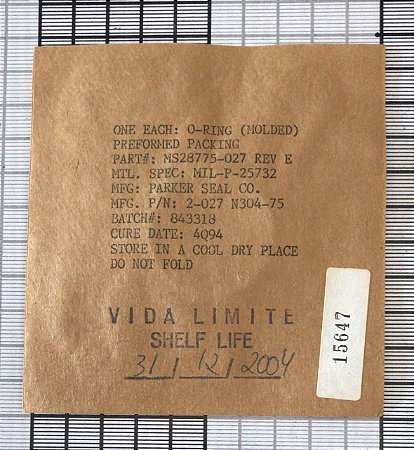 ONE EACH: O-RING (MOLDED)
PREFORMED PACKING
PART#: MS28775-027 REV E
MTL. SPEC: MIL-P-25732
MFG: PARKER SEAL CO.
MFG. P/N: 2-027 N304-75
BATCH#: 843318
CURE DATE: 4Q94
STORE IN A COOL DRY PLACE
DO NOT FOLD
VIDA LIMITE
SHELF LIFE
31 / 12 / 2004
15647